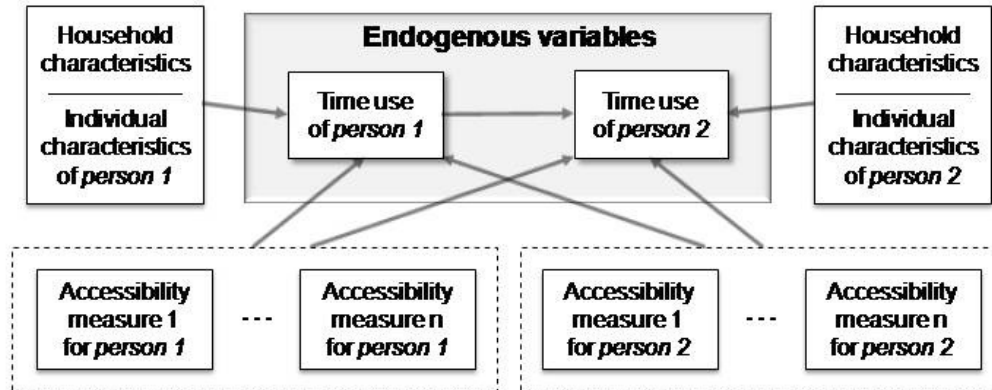 Household
characteristics
Individual
characteristics
of person 1
Endogenous variables
Time use
of person 1
Time use
of person 2
Household
characteristics
Individual
characteristics
of person 2
Accessibility
measure 1
for person 1
---
Accessibility
measure n
for person 1
Accessibility
measure 1
for person 2
---
Accessibility
measure n
for person 2